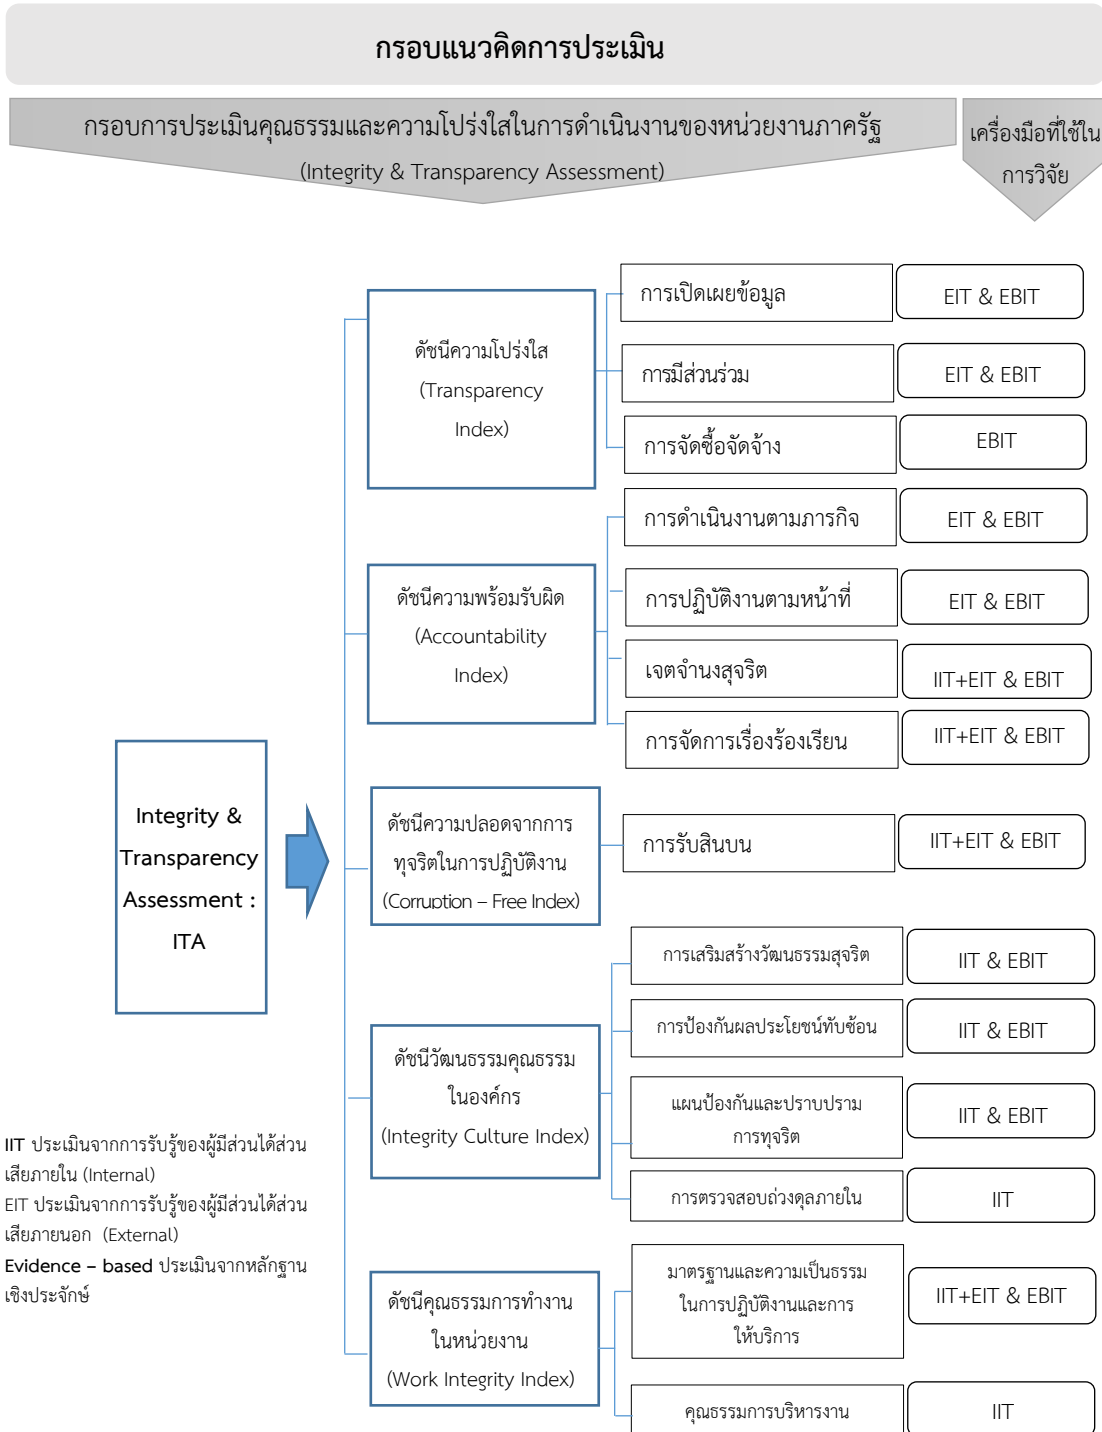 กรอบแนวคิดการประเมิน
กรอบการประเมินคุณธรรมและความโปร่งใสในการดำเนินงานของหน่วยงานภาครัฐ
(Integrity & Transparency Assessment)
เครื่องมือที่ใช้ใน
การวิจัย
Integrity &
Transparency
Assessment :
ITA
ดัชนีความโปร่งใส
(Transparency
Index)
การเปิดเผยข้อมูล
EIT & EBIT
การมีส่วนร่วม
EIT & EBIT
การจัดซื้อจัดจ้าง
EBIT
ดัชนีความพร้อมรับผิด
(Accountability
Index)
การดำเนินงานตามภารกิจ
EIT & EBIT
การปฏิบัติงานตามหน้าที่
EIT & EBIT
เจตจำนงสุจริต
IIT+EIT & EBIT
การจัดการเรื่องร้องเรียน
IIT+EIT & EBIT
ดัชนีความปลอดจากการ
ทุจริตในการปฏิบัติงาน
(Corruption – Free Index)
การรับสินบน
IIT+EIT & EBIT
ดัชนีวัฒนธรรมคุณธรรม
ในองค์กร
(Integrity Culture Index)
การเสริมสร้างวัฒนธรรมสุจริต
IIT & EBIT
การป้องกันผลประโยชน์ทับซ้อน
IIT & EBIT
แผนป้องกันและปราบปราม
การทุจริต
IIT & EBIT
การตรวจสอบถ่วงดุลภายใน
IIT
ดัชนีคุณธรรมการทำงาน
ในหน่วยงาน
(Work Integrity Index)
มาตรฐานและความเป็นธรรม
ในการปฏิบัติงานและการ
ให้บริการ
IIT+EIT & EBIT
คุณธรรมการบริหารงาน
IIT
IIT ประเมินจากการรับรู้ของผู้มีส่วนได้ส่วน
เสียภายใน (Internal)
EIT ประเมินจากการรับรู้ของผู้มีส่วนได้ส่วน
เสียภายนอก (External)
Evidence – based ประเมินจากหลักฐาน
เชิงประจักษ์